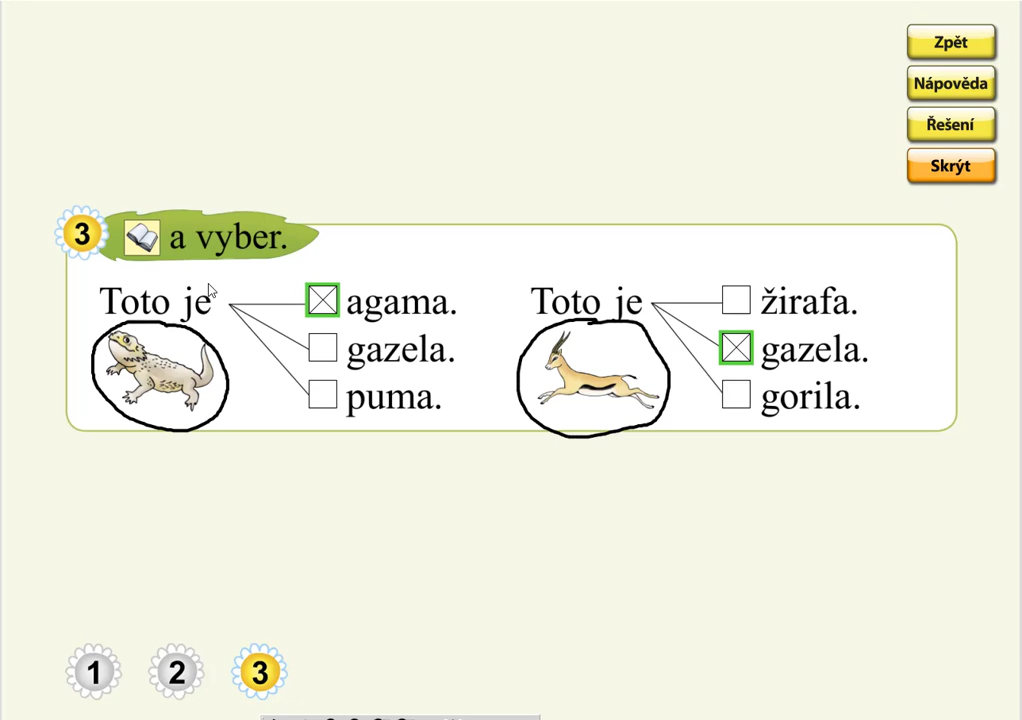 Zpět
Nápověda
Řešení
Skrýt
3 a vyber.
Toto je
agama.
gazela.
puma.
Toto je
žirafa.
gazela.
gorila.
1 2 3